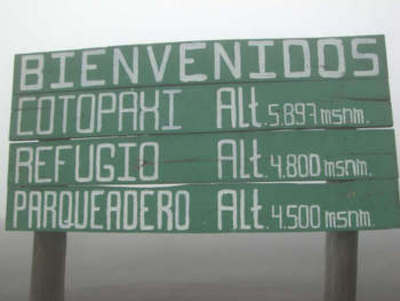 BIENVENIDOS
COTOPAXI Alt. 5.897 msnm.
REFUGIO Alt. 4.800 msnm.
PARQUEADERO Alt. 4.500 msnm.